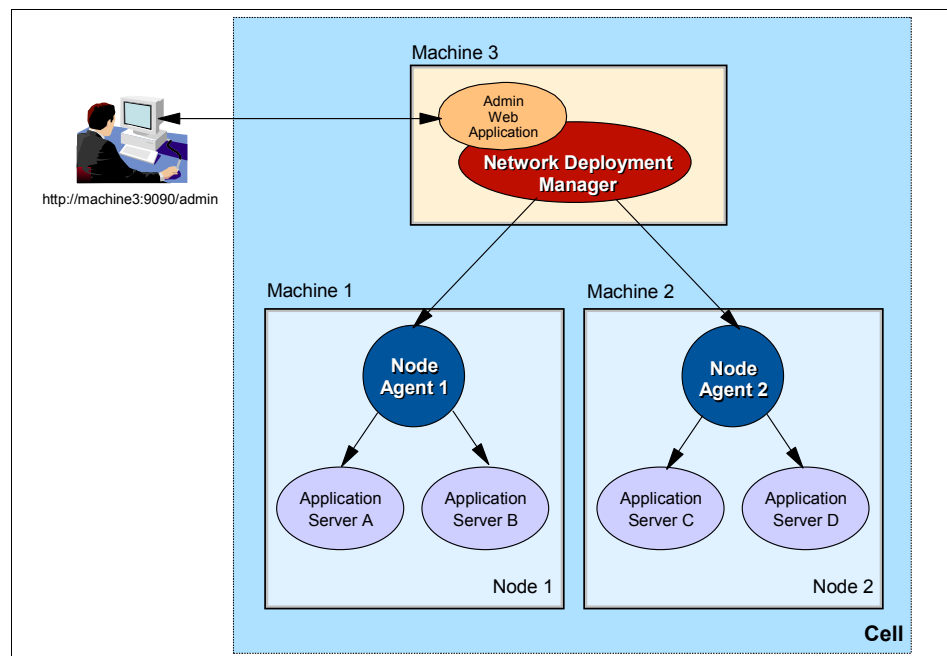 Machine 3
Admin
Web
Application
Network Deployment
Manager
http://machine3:9090/admin
Machine 1
Node
Agent 1
Application
Server A
Application
Server B
Node 1
Machine 2
Node
Agent 2
Application
Server C
Application
Server D
Node 2
Cell